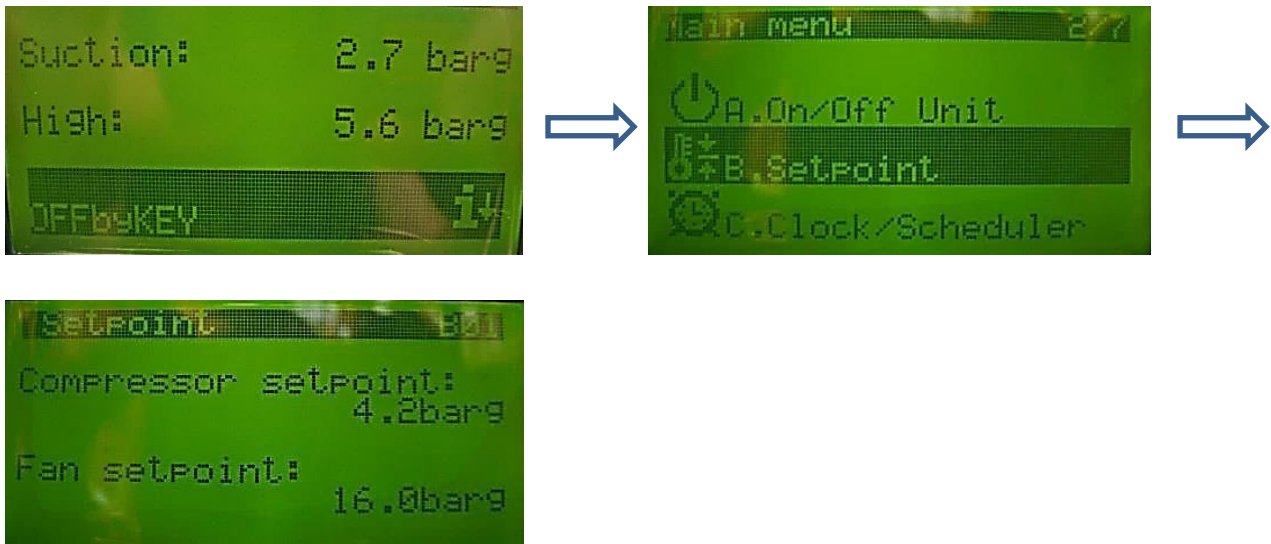 Suction: 2.7 barg
High: 5.6 barg
OFFbyKEY
Main menu 2/7
A.On/Off Unit
B.Setpoint
C.Clock/Scheduler
Setpoint B01
Compressor setpoint:
4.2barg
Fan setpoint:
16.0barg